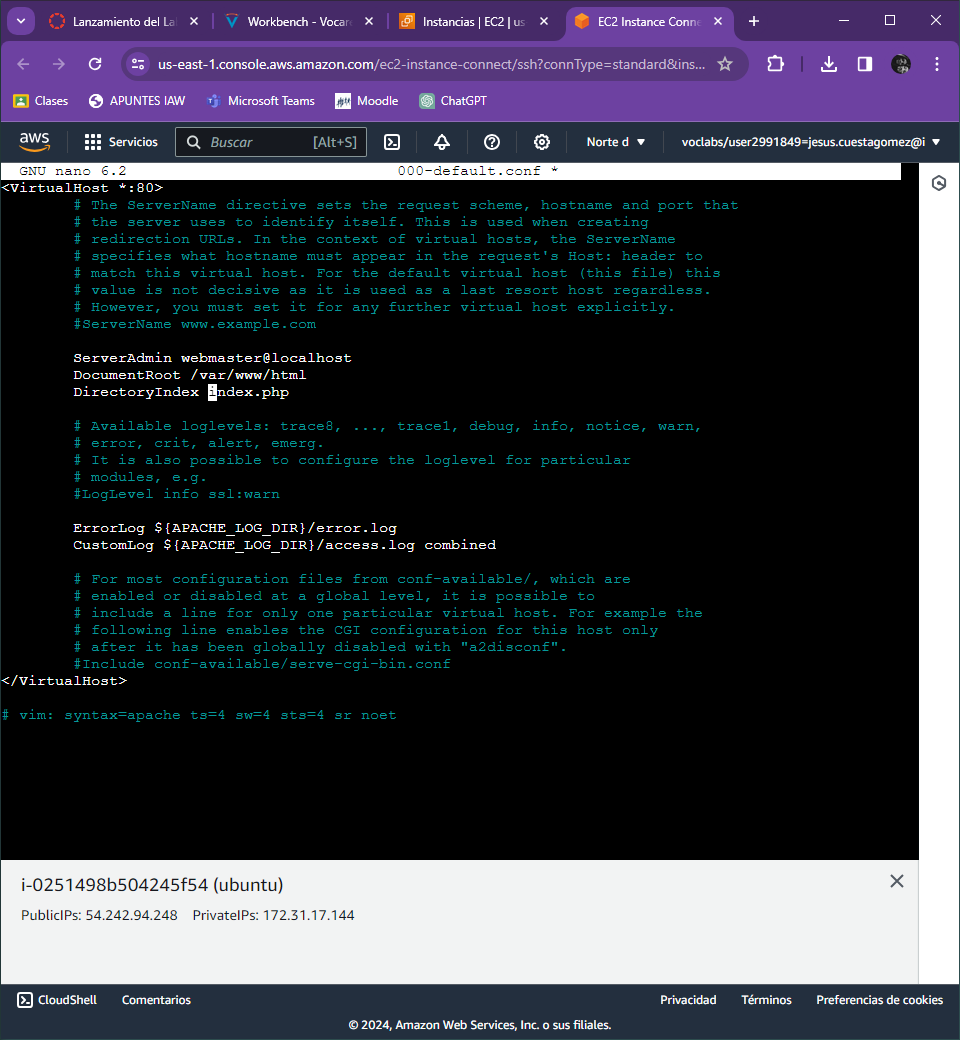 Lanzamiento del La
Workbench - Vocar
Instancias | EC2 | us
EC2 Instance Conne
us-east-1.console.aws.amazon.com/ec2-instance-connect/ssh?connType=standard&ins...
Clases
APUNTES IAW
Microsoft Teams
Moodle
ChatGPT
aws
Servicios
Buscar
[Alt+S]
Norte d
voclabs/user2991849=jesus.cuestagomez@i
GNU nano 6.2 000-default.conf *
<VirtualHost *:80>
# The ServerName directive sets the request scheme, hostname and port that
# the server uses to identify itself. This is used when creating
# redirection URLs. In the context of virtual hosts, the ServerName
# specifies what hostname must appear in the request's Host: header to
# match this virtual host. For the default virtual host (this file) this
# value is not decisive as it is used as a last resort host regardless.
# However, you must set it for any further virtual host explicitly.
#ServerName www.example.com
ServerAdmin webmaster@localhost
DocumentRoot /var/www/html
DirectoryIndex index.php
# Available loglevels: trace8, ..., trace1, debug, info, notice, warn,
# error, crit, alert, emerg.
# It is also possible to configure the loglevel for particular
# modules, e.g.
#LogLevel info ssl:warn
ErrorLog ${APACHE_LOG_DIR}/error.log
CustomLog ${APACHE_LOG_DIR}/access.log combined
# For most configuration files from conf-available/, which are
# enabled or disabled at a global level, it is possible to
# include a line for only one particular virtual host. For example the
# following line enables the CGI configuration for this host only
# after it has been globally disabled with "a2disconf".
#Include conf-available/serve-cgi-bin.conf
</VirtualHost>
# vim: syntax=apache ts=4 sw=4 sts=4 sr noet
i-0251498b504245f54 (ubuntu)
PublicIPs: 54.242.94.248 PrivateIPs: 172.31.17.144
CloudShell
Comentarios
Privacidad
Términos
Preferencias de cookies
© 2024, Amazon Web Services, Inc. o sus filiales.